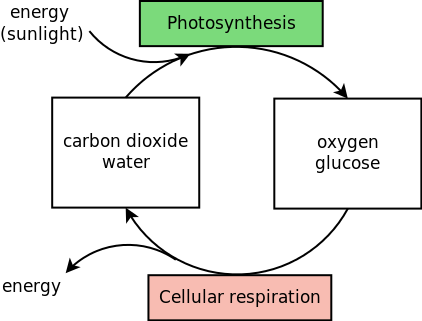 energy
(sunlight)
Photosynthesis
carbon dioxide
water
oxygen
glucose
energy
Cellular respiration